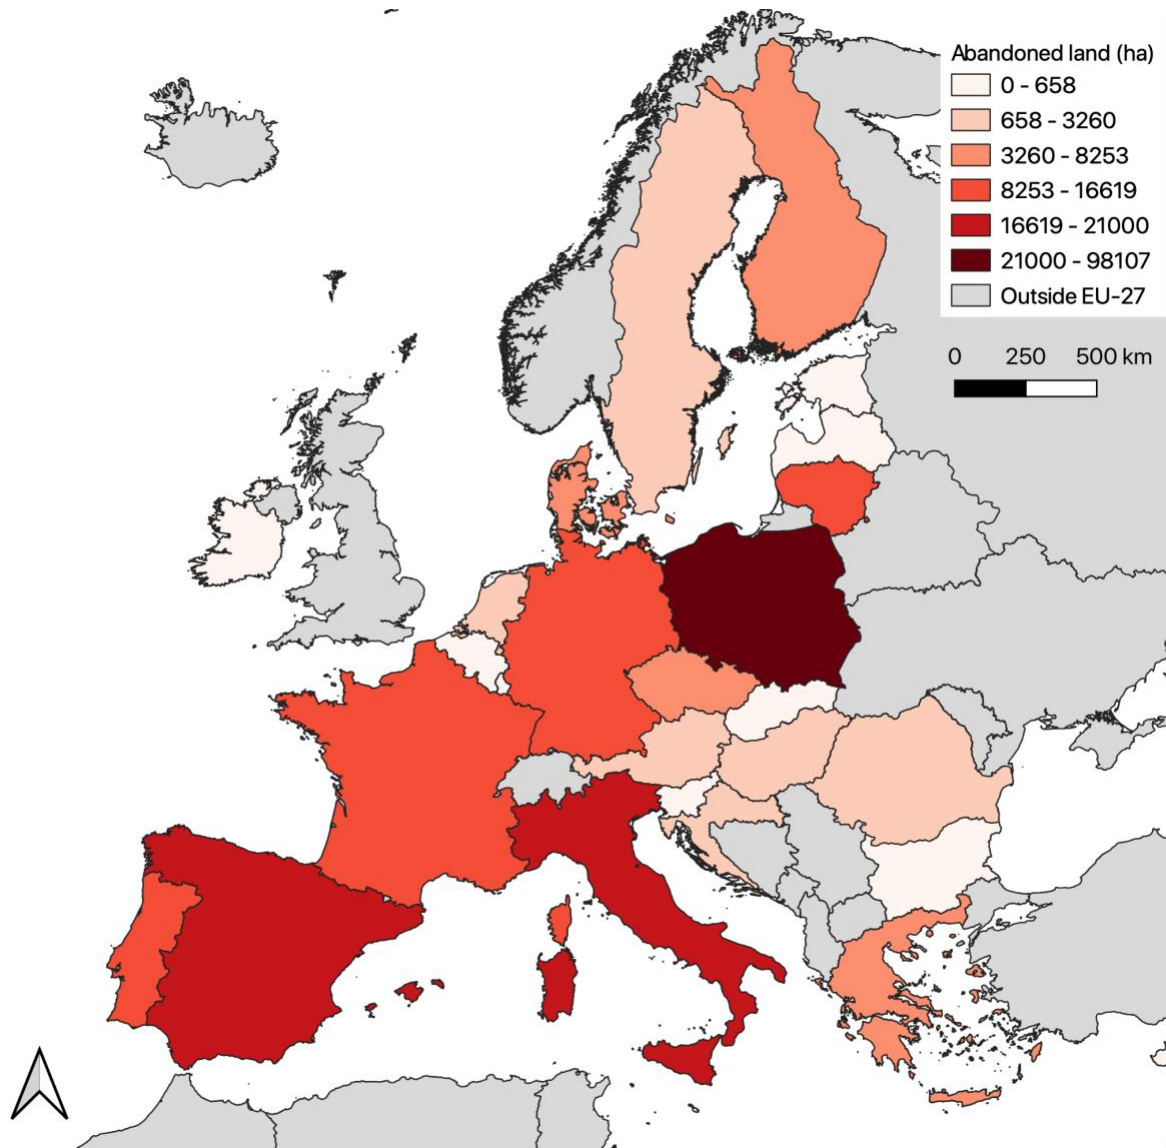 Abandoned land (ha)
0 - 658
658 - 3260
3260 - 8253
8253 - 16619
16619 - 21000
21000 - 98107
Outside EU-27
0 250 500 km